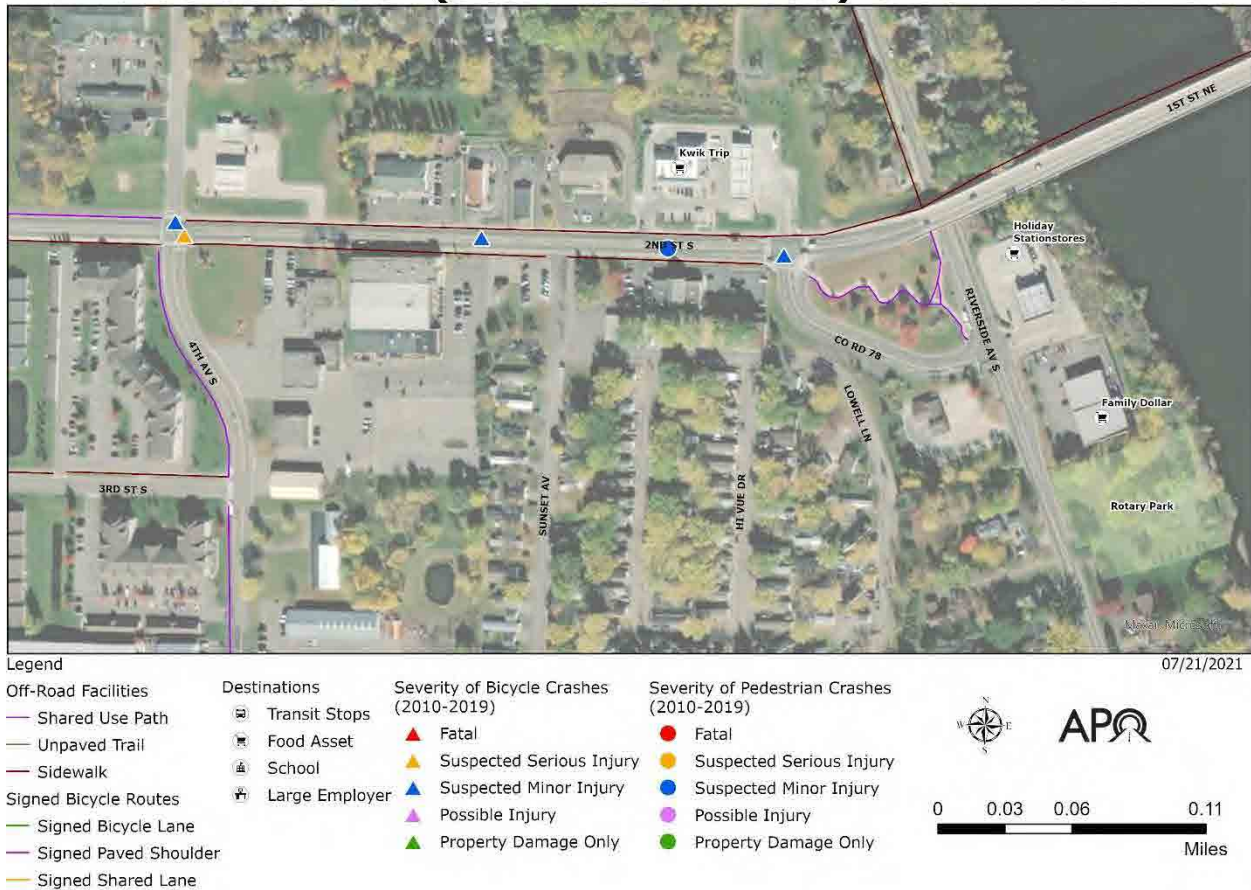 1ST ST NE
Kwik Trip
2ND ST S
Holiday
Stationstores
RIVERSIDE AV S
4TH AV S
CO RD 78
LOWELL LN
Family Dollar
3RD ST S
SUNSET AV
HI VUE DR
Rotary Park
07/21/2021
Legend
Off-Road Facilities
Shared Use Path
Unpaved Trail
Sidewalk
Signed Bicycle Routes
Signed Bicycle Lane
Signed Paved Shoulder
Signed Shared Lane
Destinations
Transit Stops
Food Asset
School
Large Employer
Severity of Bicycle Crashes
(2010-2019)
Fatal
Suspected Serious Injury
Suspected Minor Injury
Possible Injury
Property Damage Only
Severity of Pedestrian Crashes
(2010-2019)
Fatal
Suspected Serious Injury
Suspected Minor Injury
Possible Injury
Property Damage Only
N
W E
S
APO
0 0.03 0.06 0.11
Miles